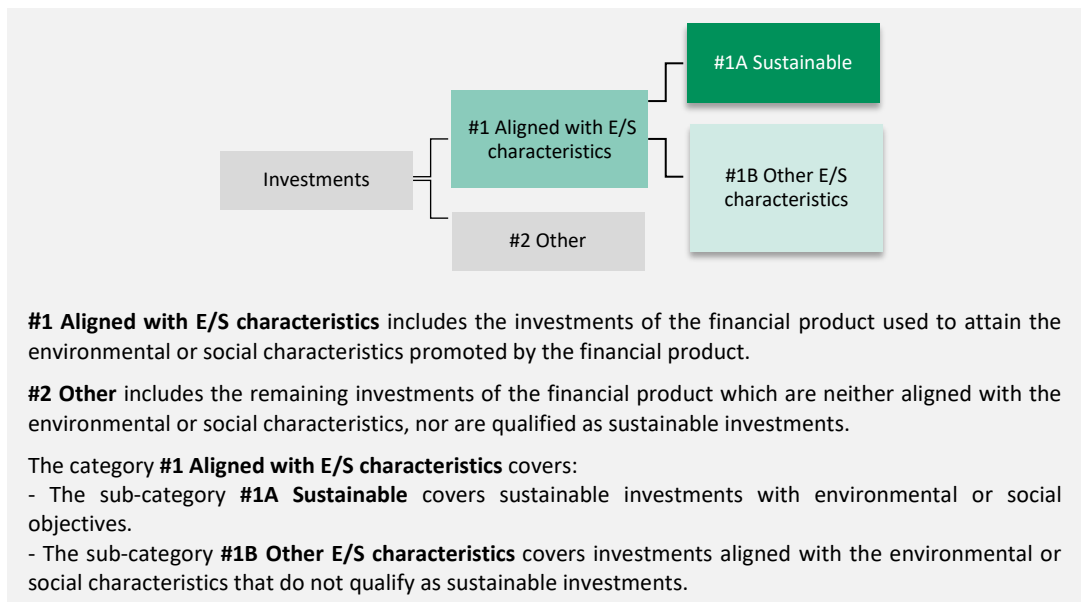 #1A Sustainable
#1 Aligned with E/S
characteristics
Investments
#1B Other E/S
characteristics
#2 Other
#1 Aligned with E/S characteristics includes the investments of the financial product used to attain the
environmental or social characteristics promoted by the financial product.
#2 Other includes the remaining investments of the financial product which are neither aligned with the
environmental or social characteristics, nor are qualified as sustainable investments.
The category #1 Aligned with E/S characteristics covers:
- The sub-category #1A Sustainable covers sustainable investments with environmental or social
objectives.
- The sub-category #1B Other E/S characteristics covers investments aligned with the environmental or
social characteristics that do not qualify as sustainable investments.